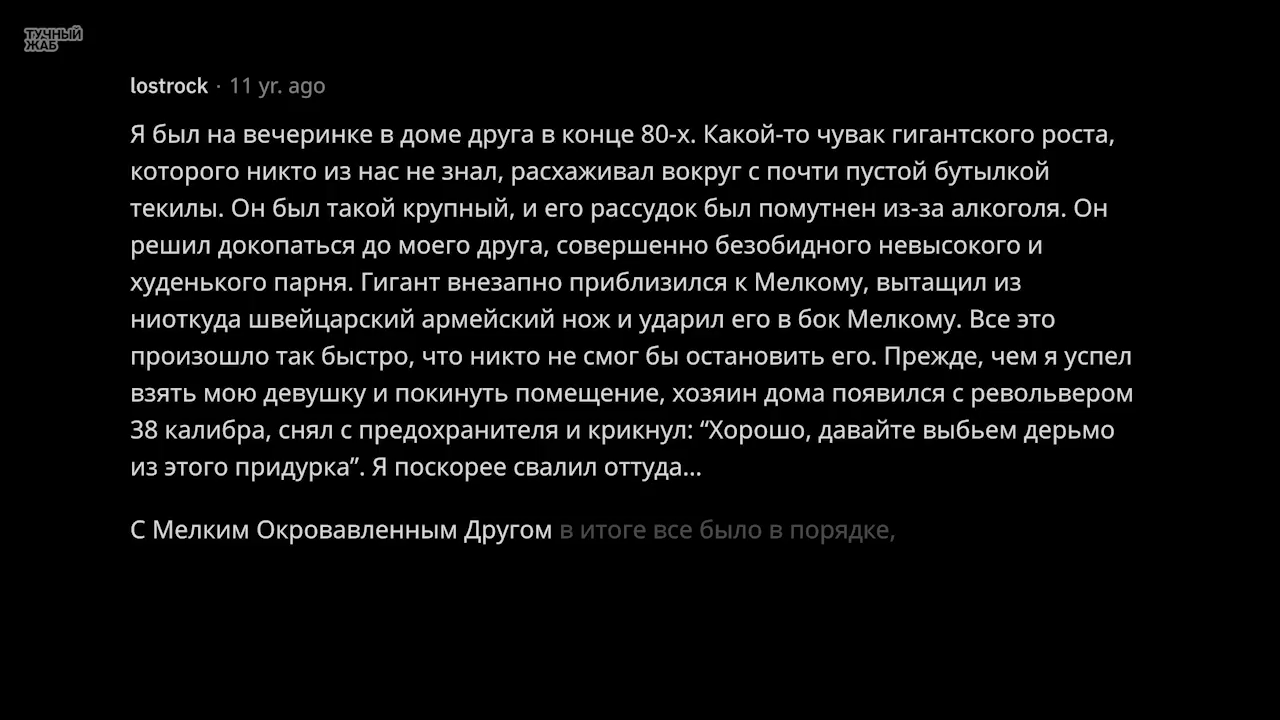 ТУЧНЫЙ
ЖАБ
lostrock · 11 yr. ago
Я был на вечеринке в доме друга в конце 80-х. Какой-то чувак гигантского роста,
которого никто из нас не знал, расхаживал вокруг с почти пустой бутылкой
текилы. Он был такой крупный, и его рассудок был помутнен из-за алкоголя. Он
решил докопаться до моего друга, совершенно безобидного невысокого и
худенького парня. Гигант внезапно приблизился к Мелкому, вытащил из
ниоткуда швейцарский армейский нож и ударил его в бок Мелкому. Все это
произошло так быстро, что никто не смог бы остановить его. Прежде, чем я успел
взять мою девушку и покинуть помещение, хозяин дома появился с револьвером
38 калибра, снял с предохранителя и крикнул: “Хорошо, давайте выбьем дерьмо
из этого придурка”. Я поскорее свалил оттуда...
С Мелким Окровавленным Другом в итоге все было в порядке,